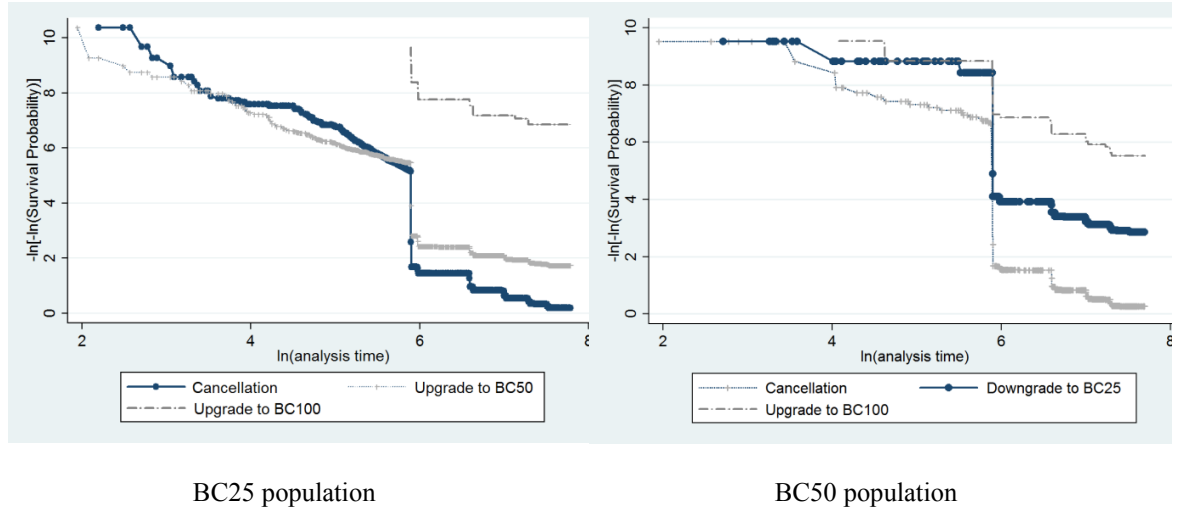 -ln[-ln(Survival Probability)]
10
8
6
4
2
0
2
4
6
8
ln(analysis time)
Cancellation
Upgrade to BC50
Upgrade to BC100
BC25 population
-ln[-ln(Survival Probability)]
10
8
6
4
2
0
2
4
6
8
ln(analysis time)
Cancellation
Downgrade to BC25
Upgrade to BC100
BC50 population